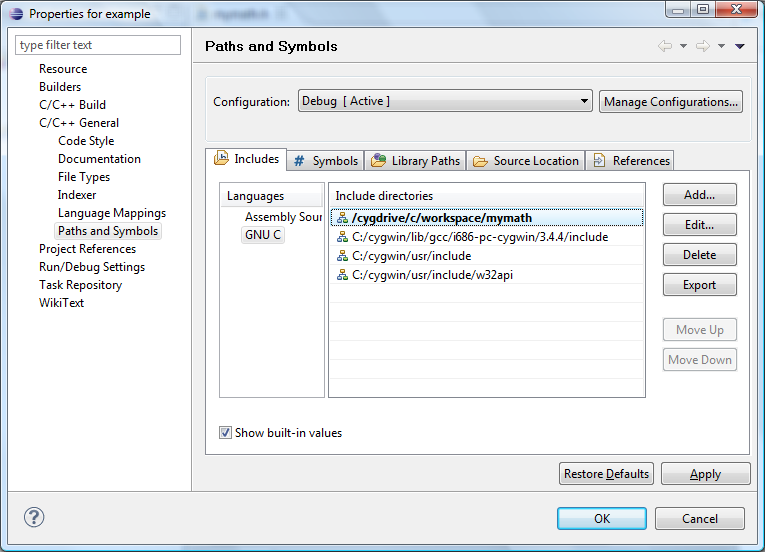 Properties for example
type filter text
Resource
Builders
C/C++ Build
C/C++ General
Code Style
Documentation
File Types
Indexer
Language Mappings
Paths and Symbols
Project References
Run/Debug Settings
Task Repository
WikiText
Paths and Symbols
Configuration: Debug [ Active ] Manage Configurations...
Includes # Symbols Library Paths Source Location References
Languages
Assembly Sour
GNU C
Include directories
/cygdrive/c/workspace/mymath
C:/cygwin/lib/gcc/i686-pc-cygwin/3.4.4/include
C:/cygwin/usr/include
C:/cygwin/usr/include/w32api
Add...
Edit...
Delete
Export
Move Up
Move Down
Show built-in values
Restore Defaults Apply
? OK Cancel